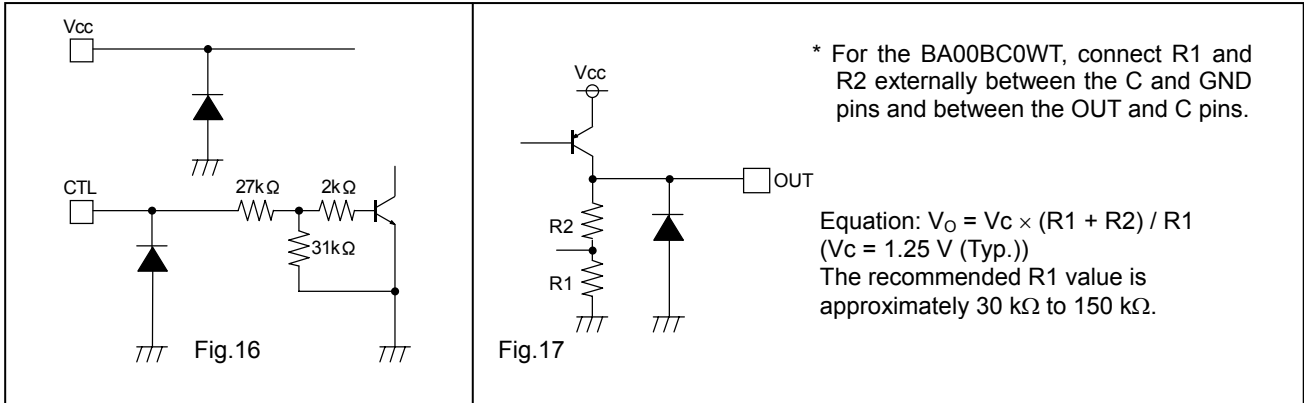 Vcc
CTL
27kΩ
2kΩ
31kΩ
Fig.16
Vcc
OUT
R2
R1
Fig.17
* For the BA00BC0WT, connect R1 and
R2 externally between the C and GND
pins and between the OUT and C pins.
Equation: VO = Vc × (R1 + R2) / R1
(Vc = 1.25 V (Typ.))
The recommended R1 value is
approximately 30 kΩ to 150 kΩ.